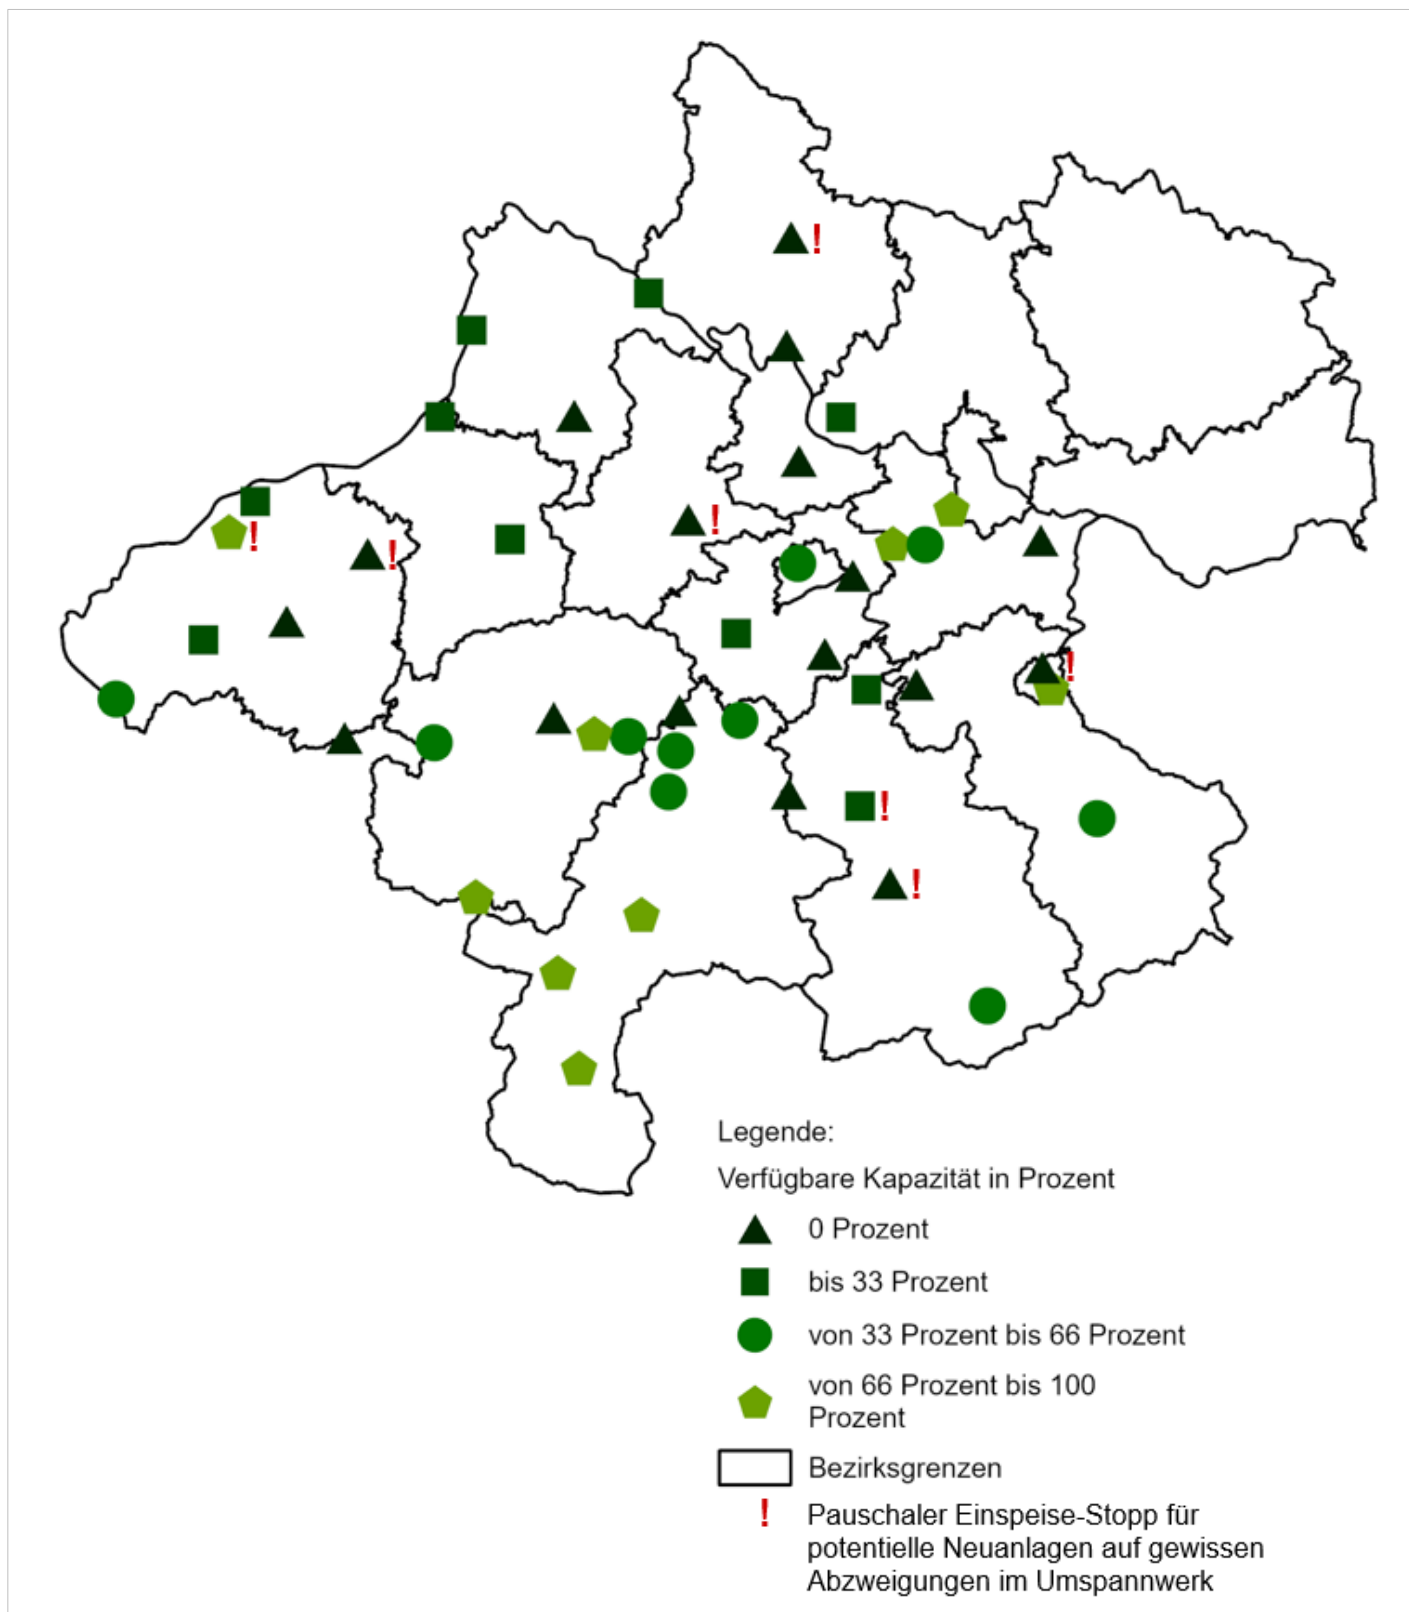 !
!
!
!
!
!
!
!
Legende:
Verfügbare Kapazität in Prozent
0 Prozent
bis 33 Prozent
von 33 Prozent bis 66 Prozent
von 66 Prozent bis 100
Prozent
Bezirksgrenzen
! Pauschaler Einspeise-Stopp für
potentielle Neuanlagen auf gewissen
Abzweigungen im Umspannwerk